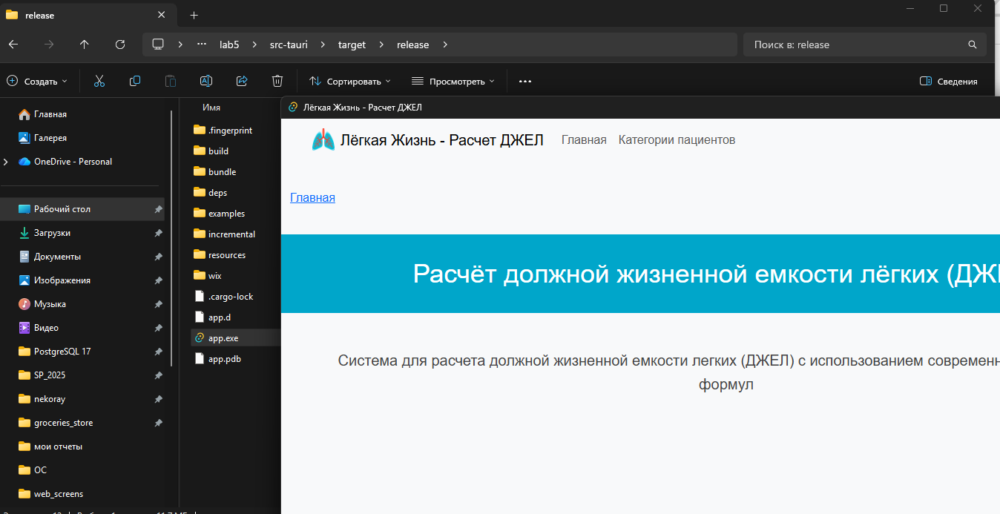 release
lab5
src-tauri
target
release
Поиск в: release
Создать
Сортировать
Просмотреть
Сведения
Главная
Галерея
OneDrive - Personal
Рабочий стол
Загрузки
Документы
Изображения
Музыка
Видео
PostgreSQL 17
SP_2025
nekoray
groceries_store
мои отчеты
ОС
web_screens
Имя
.fingerprint
build
bundle
deps
examples
incremental
resources
wix
.cargo-lock
app.d
app.exe
app.pdb
Лёгкая Жизнь - Расчет ДЖЕЛ
Лёгкая Жизнь - Расчет ДЖЕЛ Главная Категории пациентов
Главная
Расчёт должной жизненной емкости лёгких (ДЖ
Система для расчета должной жизненной емкости легких (ДЖЕЛ) с использованием современн
формул